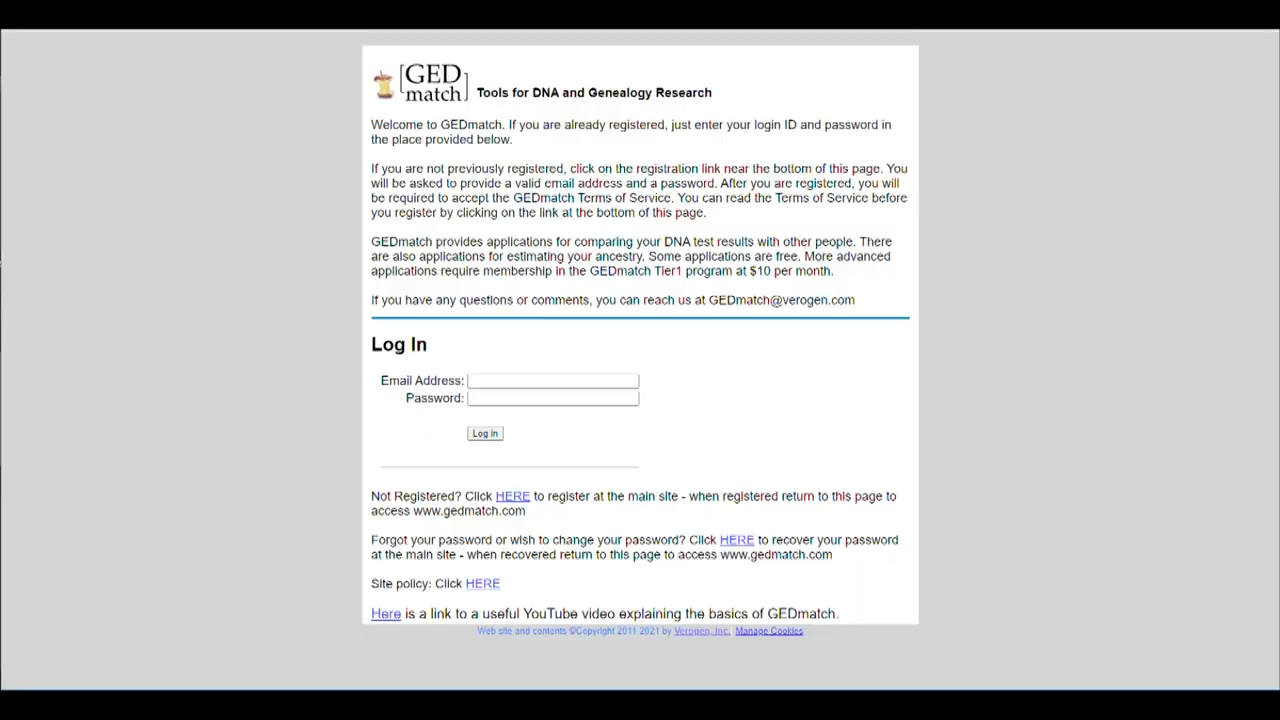 [GED
match]
Tools for DNA and Genealogy Research
Welcome to GEDmatch. If you are already registered, just enter your login ID and password in
the place provided below.
If you are not previously registered, click on the registration link near the bottom of this page. You
will be asked to provide a valid email address and a password. After you are registered, you will
be required to accept the GEDmatch Terms of Service. You can read the Terms of Service before
you register by clicking on the link at the bottom of this page.
GEDmatch provides applications for comparing your DNA test results with other people. There
are also applications for estimating your ancestry. Some applications are free. More advanced
applications require membership in the GEDmatch Tier1 program at $10 per month.
If you have any questions or comments, you can reach us at GEDmatch@verogen.com
Log In
Email Address:
Password:
Log in
Not Registered? Click HERE to register at the main site - when registered return to this page to
access www.gedmatch.com
Forgot your password or wish to change your password? Click HERE to recover your password
at the main site - when recovered return to this page to access www.gedmatch.com
Site policy: Click HERE
Here is a link to a useful YouTube video explaining the basics of GEDmatch.
Web site and contents ©Copyright 2011-2021 by Verogen, Inc. Manage Cookies